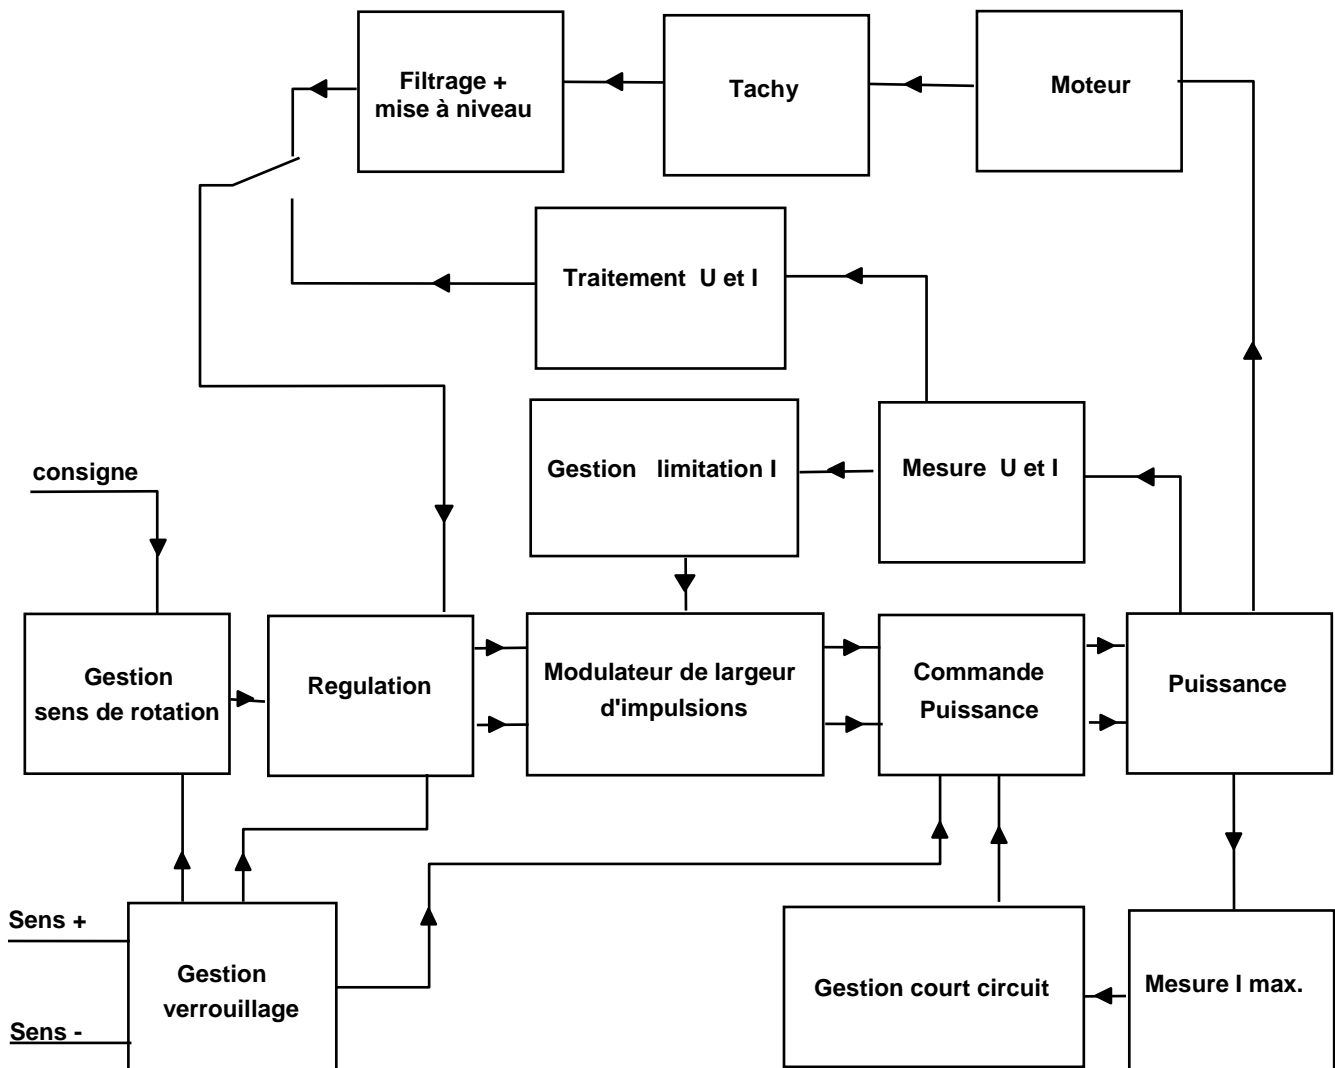 Filtrage +
mise à niveau
Tachy
Moteur
Traitement U et I
consigne
Gestion limitation I
Mesure U et I
Gestion
sens de rotation
Regulation
Modulateur de largeur
d'impulsions
Commande
Puissance
Puissance
Sens +
Sens -
Gestion
verrouillage
Gestion court circuit
Mesure I max.